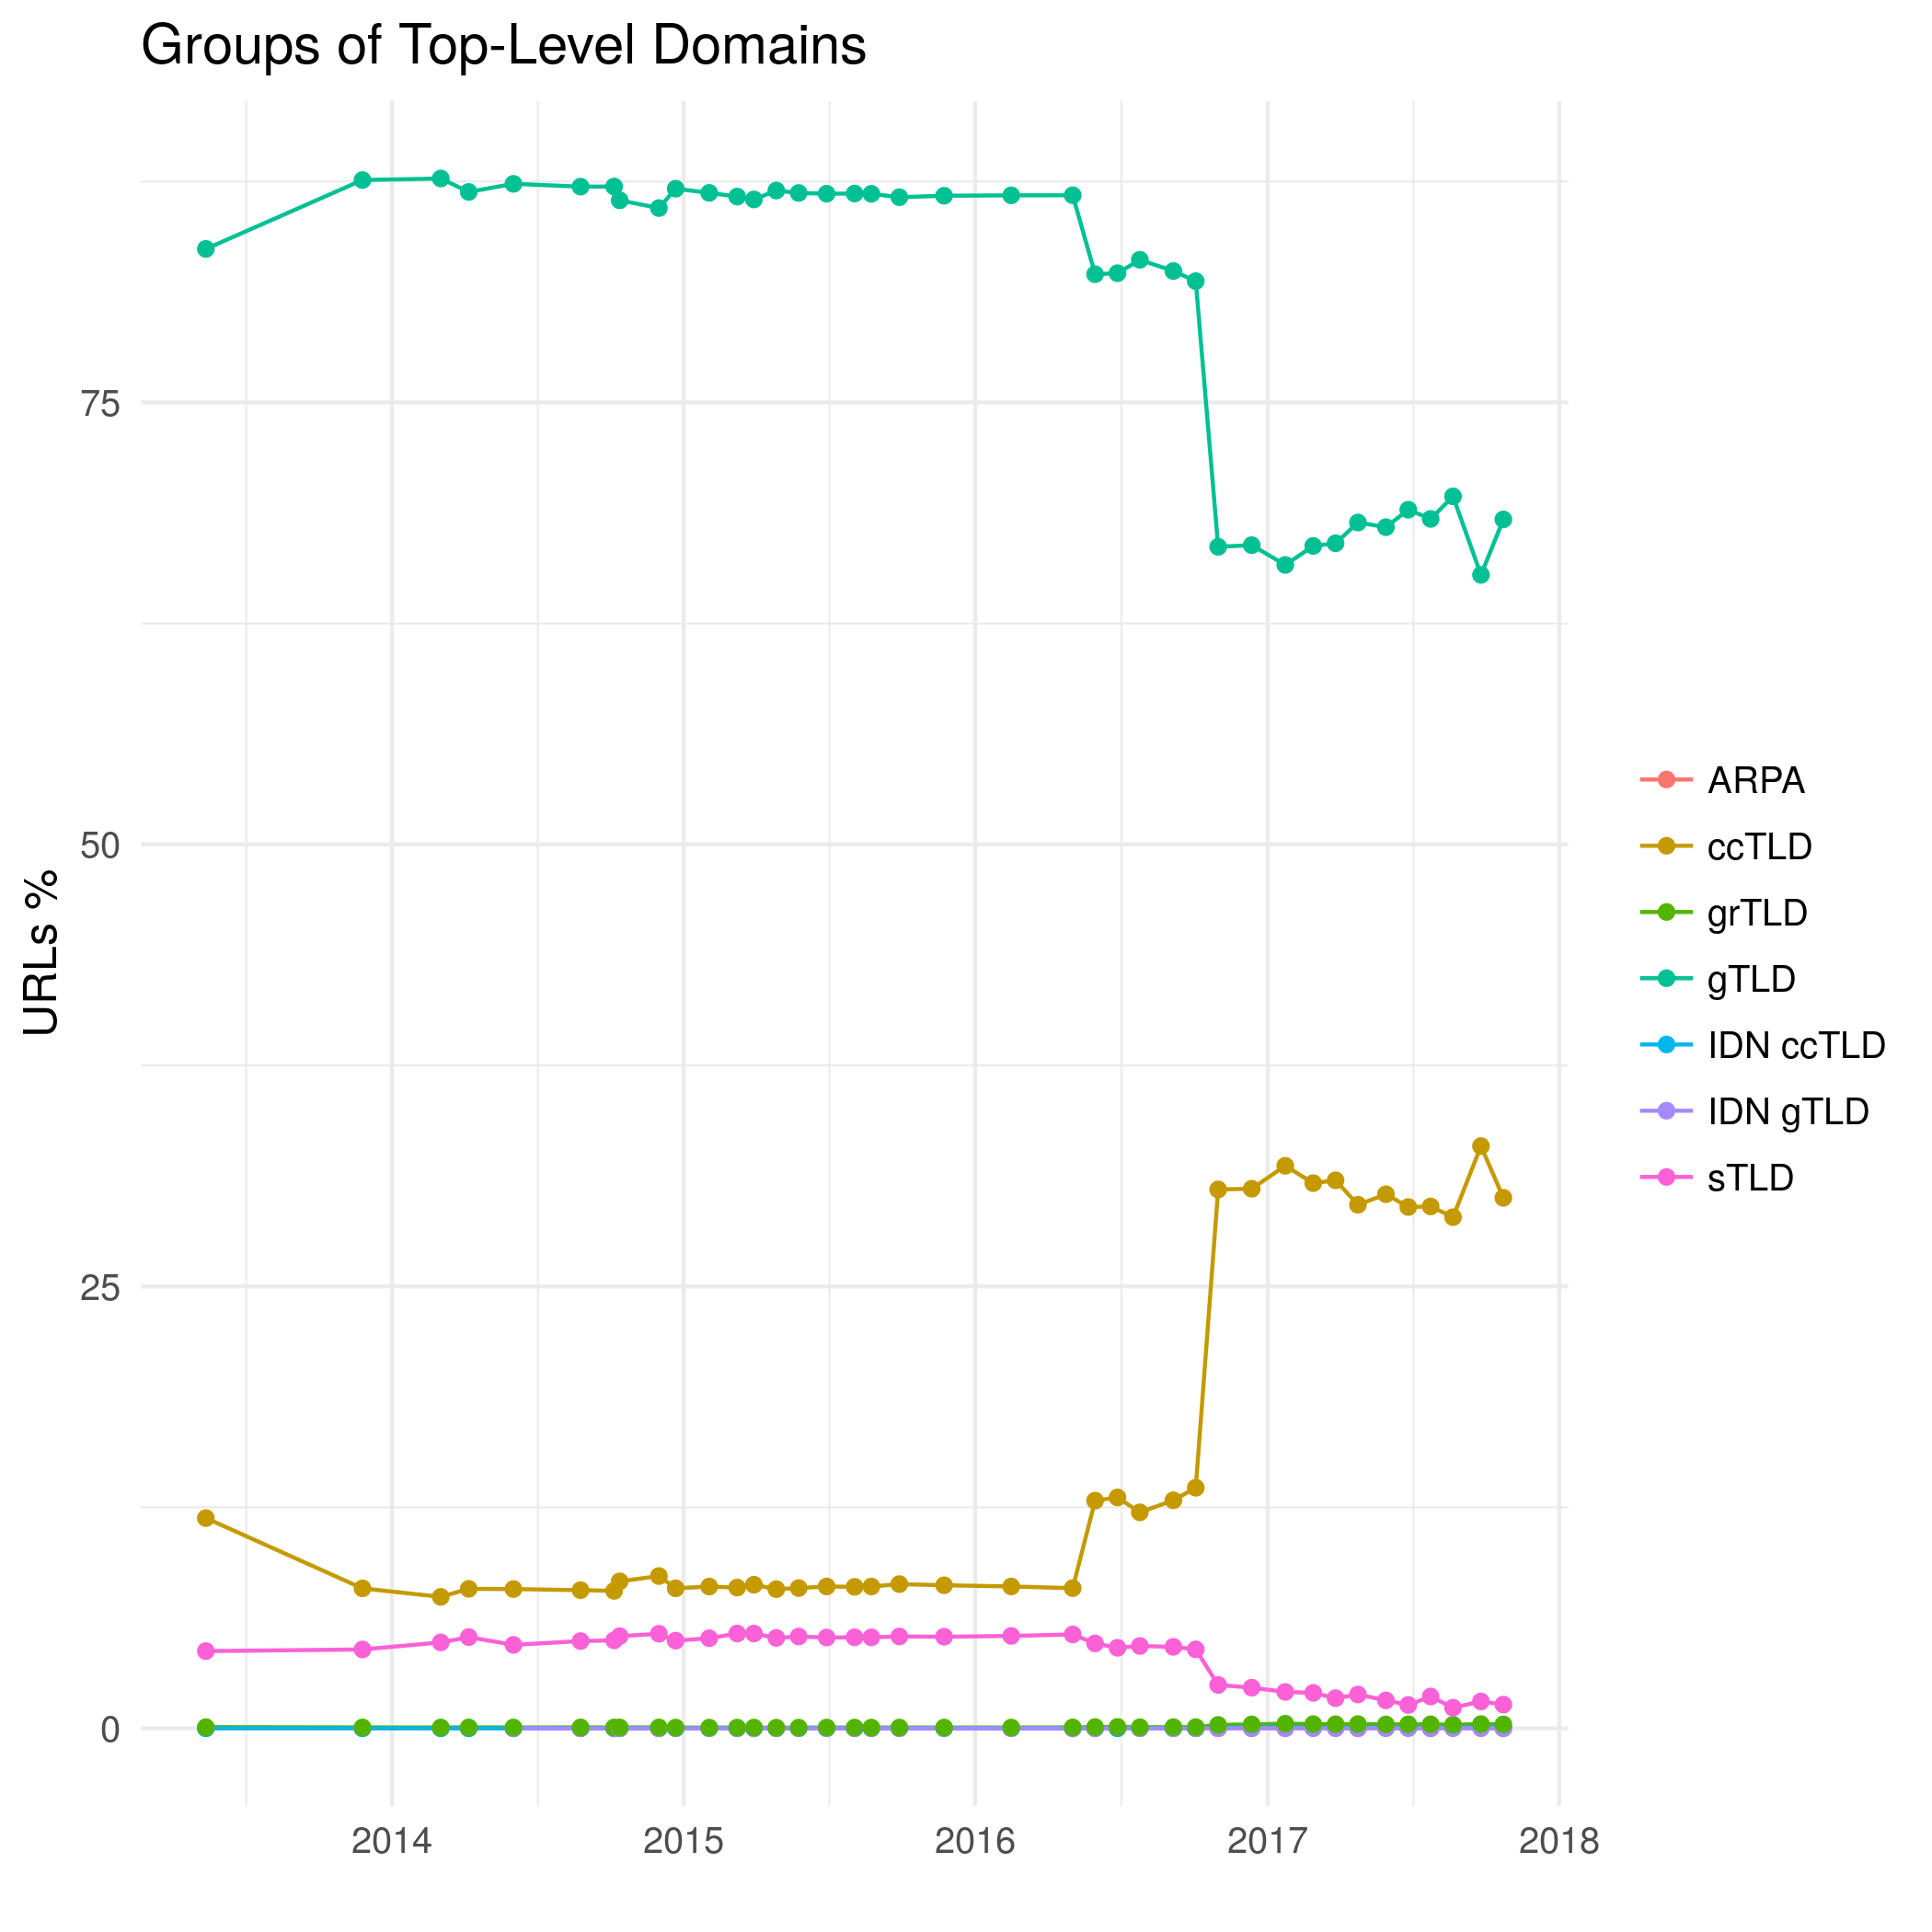 Groups of Top-Level Domains
URLs %
75
50
25
0
2014
2015
2016
2017
2018
ARPA
ccTLD
grTLD
gTLD
IDN ccTLD
IDN gTLD
sTLD